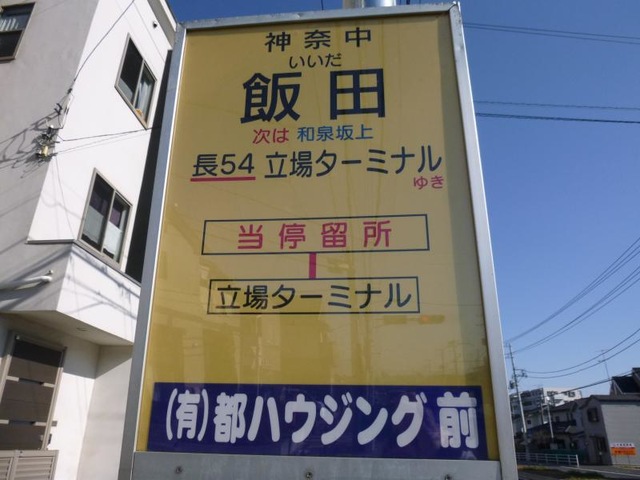 神奈中
いいだ
飯田
次は 和泉坂上
長54 立場ターミナル
ゆき
当停留所
立場ターミナル
(有)都ハウジング前